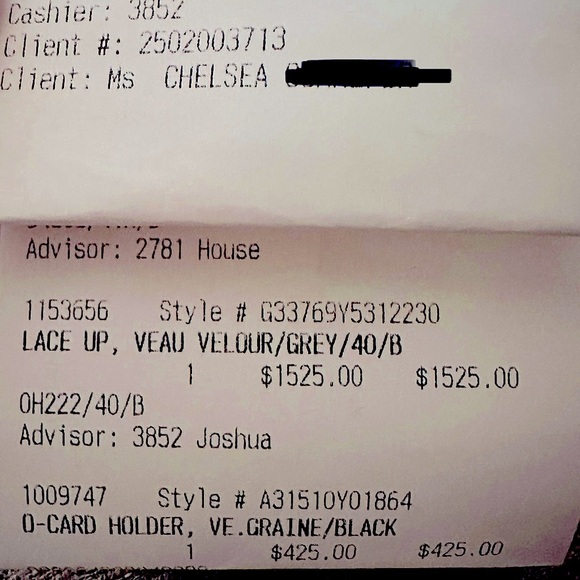 Cashier: 3852
Client #: 2502003713
Client: Ms CHELSEA
Advisor: 2781 House
1153656 Style # G33769Y5312230
LACE UP, VEAU VELOUR/GREY/40/B
1 $1525.00 $1525.00
OH222/40/B
Advisor: 3852 Joshua
1009747 Style # A31510Y01864
O-CARD HOLDER, VE.GRAINE/BLACK
1 $425.00 $425.00